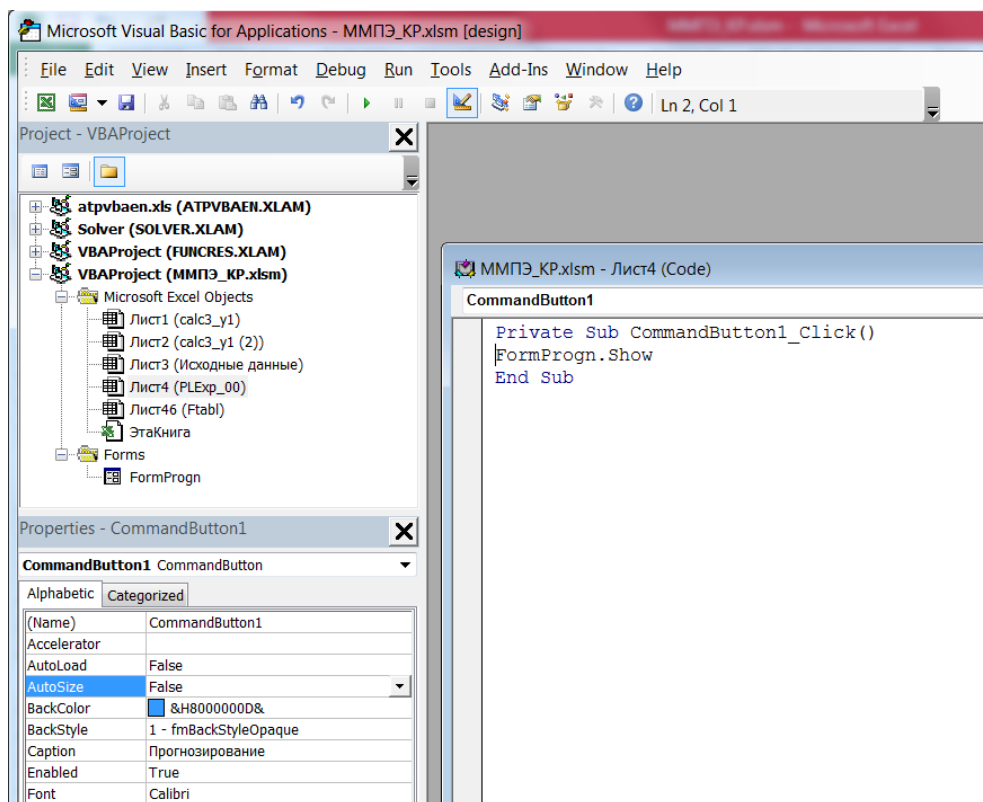 Microsoft Visual Basic for Applications - ММПЭ_КР.xlsm [design]
File Edit View Insert Format Debug Run Tools Add-Ins Window Help
Ln 2, Col 1
Project - VBAProject
atpvbaen.xls (ATPVBAEN.XLAM)
Solver (SOLVER.XLAM)
VBAProject (FUNCRES.XLAM)
VBAProject (ММПЭ_КР.xlsm)
Microsoft Excel Objects
Лист1 (calc3_y1)
Лист2 (calc3_y1 (2))
Лист3 (Исходные данные)
Лист4 (PLExp_00)
Лист46 (Ftabl)
ЭтаКнига
Forms
FormProgn
ММПЭ_КР.xlsm - Лист4 (Code)
CommandButton1
Private Sub CommandButton1_Click()
FormProgn.Show
End Sub
Properties - CommandButton1
CommandButton1 CommandButton
Alphabetic Categorized
(Name) CommandButton1
Accelerator
AutoLoad False
AutoSize False
BackColor &H8000000D&
BackStyle 1 - fmBackStyleOpaque
Caption Прогнозирование
Enabled True
Font Calibri